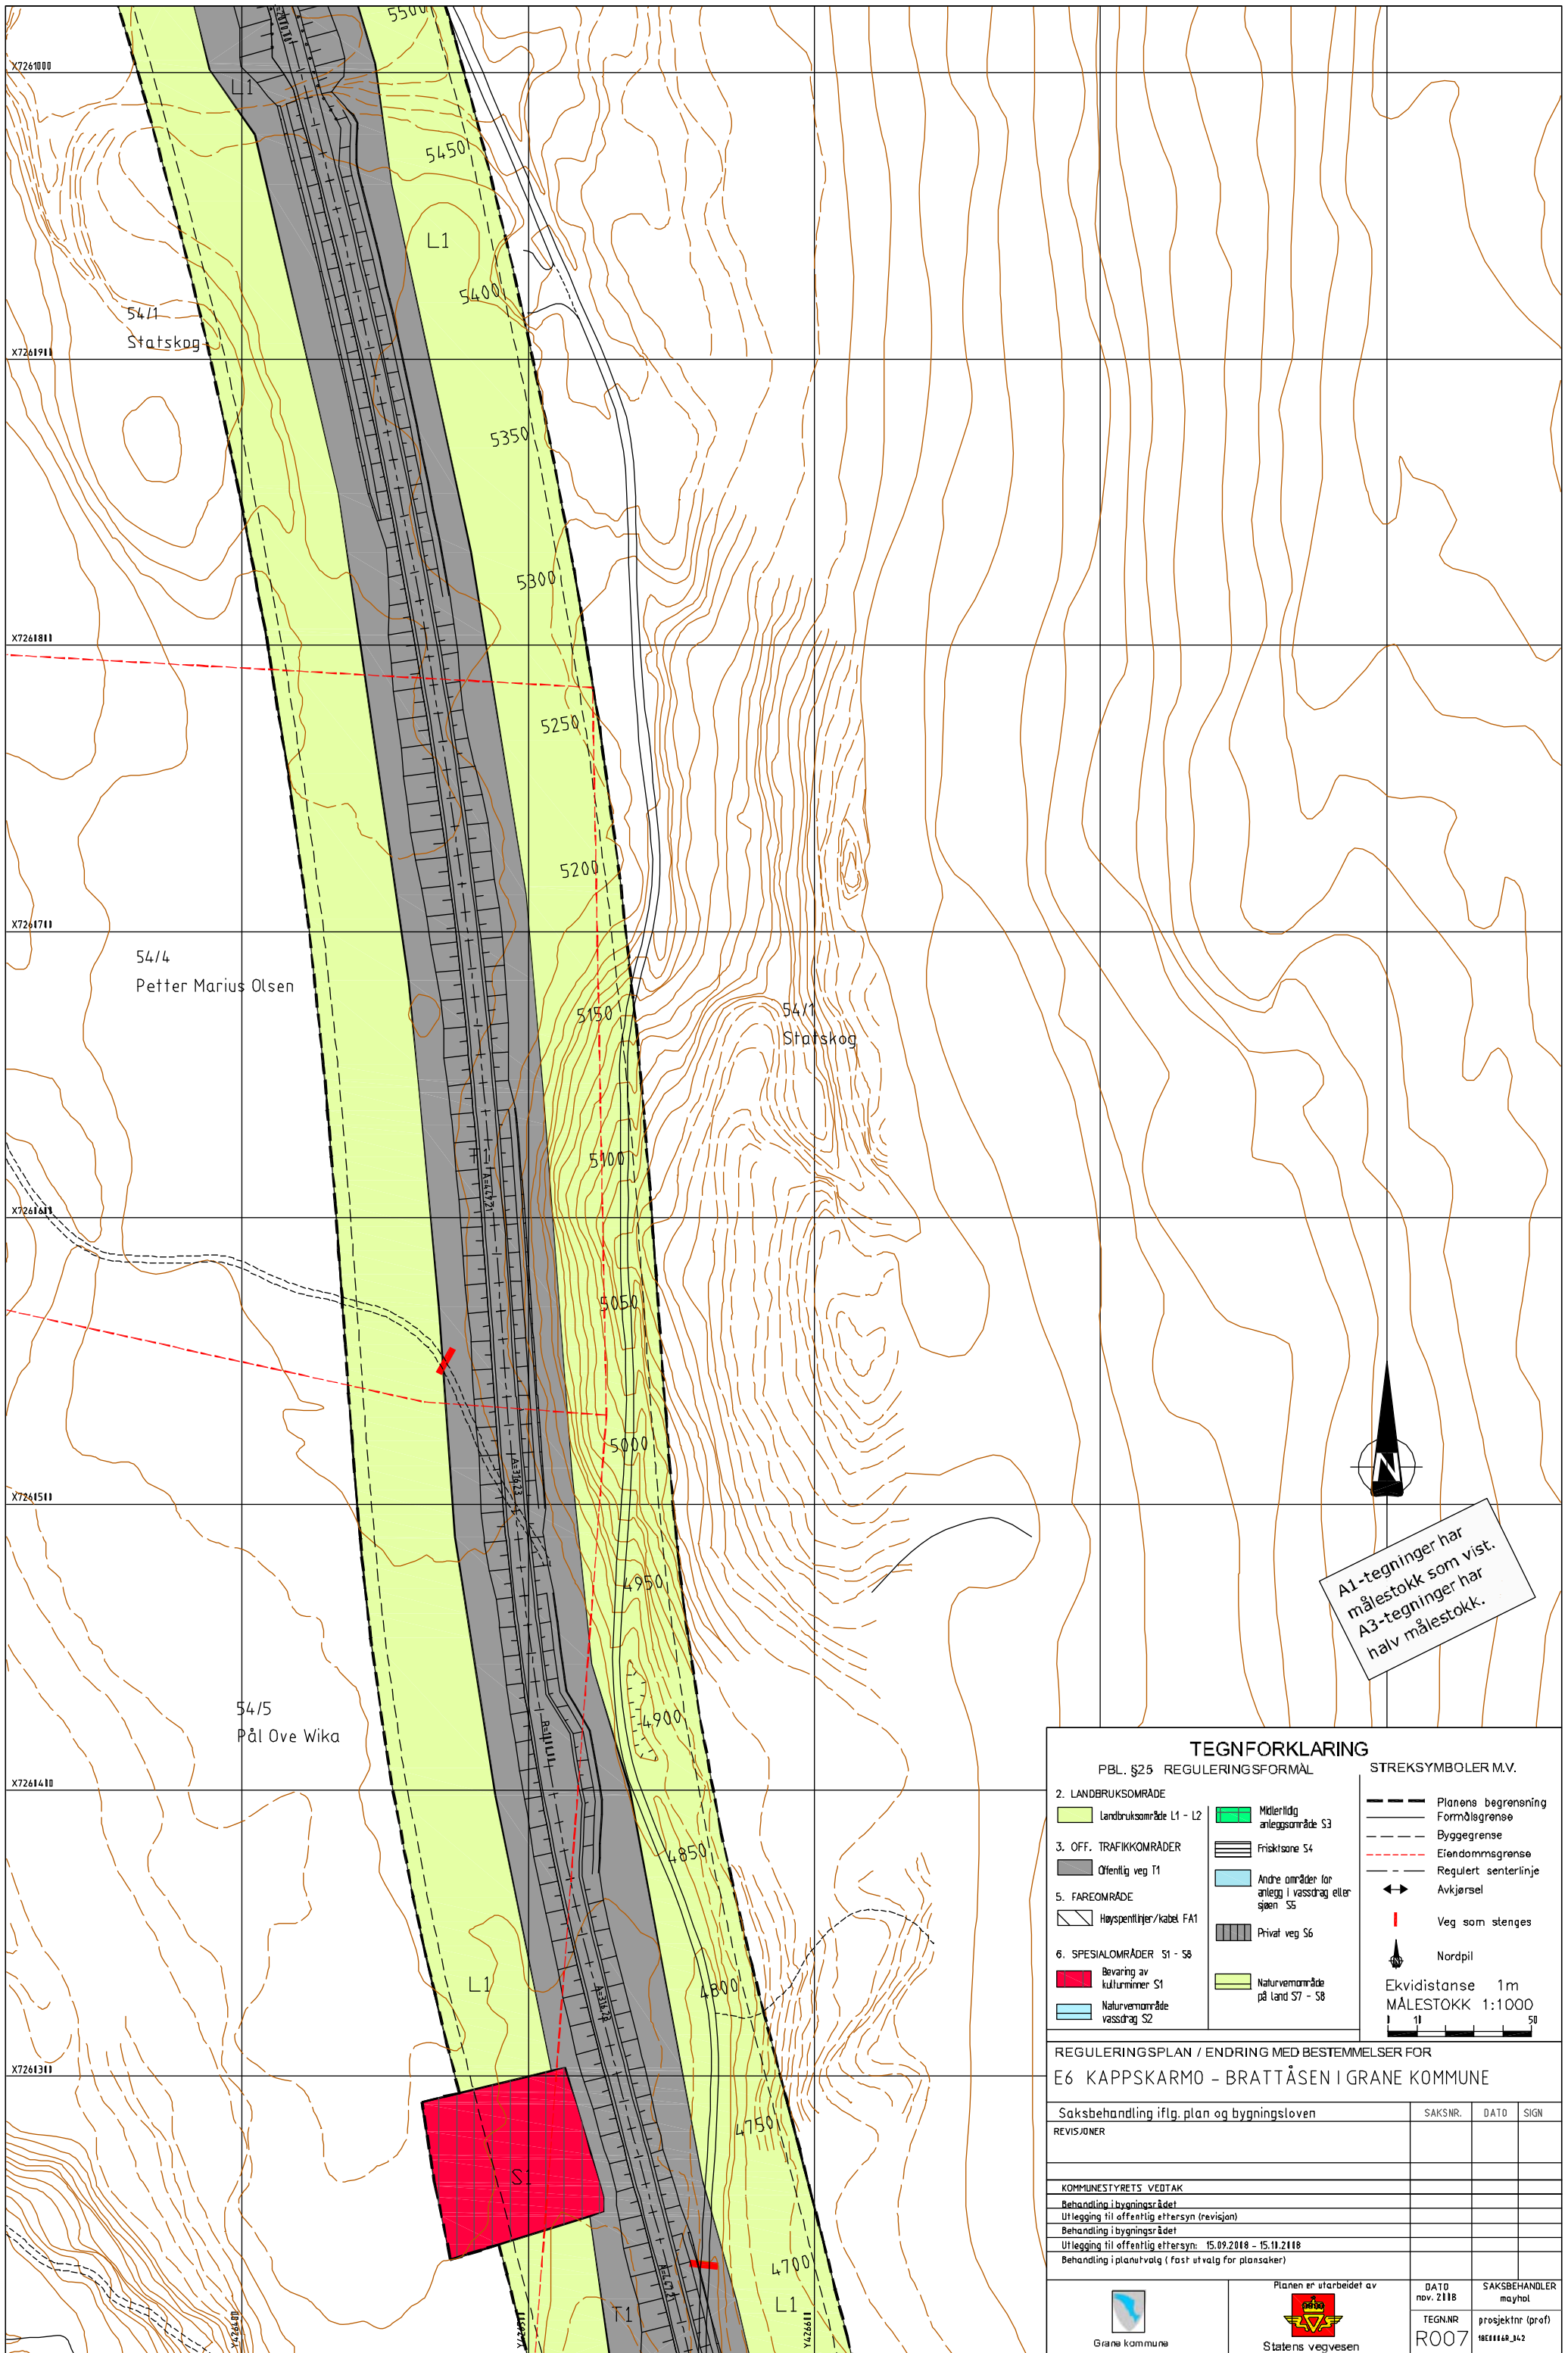 5500
X7261000
L1
5450
L1
5400
54/1
Statskog
5350
5300
5250
5200
54/4
Petter Marius Olsen
5150
54/1
Statskog
5100
T1
5050
5000
4950
N
A1-tegninger har
målestokk som vist.
A3-tegninger har
halv målestokk.
54/5
Pål Ove Wika
4900
4850
L1
4800
4750
S1
4700
T1
L1
TEGNFORKLARING
PBL. §25 REGULERINGSFORMÅL
STREKSYMBOLER M.V.
2. LANDBRUKSOMRÅDE
Landbruksområde L1 - L2
3. OFF. TRAFIKKOMRÅDER
Offentlig veg T1
5. FAREOMRÅDE
Høyspentlinjer/kabel FA1
6. SPESIALOMRÅDER S1 - S8
Bevaring av
kulturminner S1
Naturvernområde
vassdrag S2
Midlertidig
anleggsområde S3
Frisiktsone S4
Andre områder for
anlegg i vassdrag eller
sjøen S5
Privat veg S6
Naturvernområde
på land S7 - S8
Planens begrensning
Formålsgrense
Byggegrense
Eiendommsgrense
Regulert senterlinje
Avkjørsel
Veg som stenges
Nordpil
Ekvidistanse 1m
MÅLESTOKK 1:1000
50
REGULERINGSPLAN / ENDRING MED BESTEMMELSER FOR
E6 KAPPSKARMO - BRATTÅSEN I GRANE KOMMUNE
Saksbehandling iflg. plan og bygningsloven
SAKSNR. DATO SIGN
REVISJONER
KOMMUNESTYRETS VEDTAK
Behandling i bygningsrådet
Utlegging til offentlig ettersyn (revisjon)
Behandling i bygningsrådet
Utlegging til offentlig ettersyn:
Behandling i planutvalg ( fast utvalg for plansaker)
Grane kommune
Planen er utarbeidet av
Statens vegvesen
DATO
nov.
SAKSBEHANDLER
mayhol
TEGN.NR
R007
prosjektnr (prof)